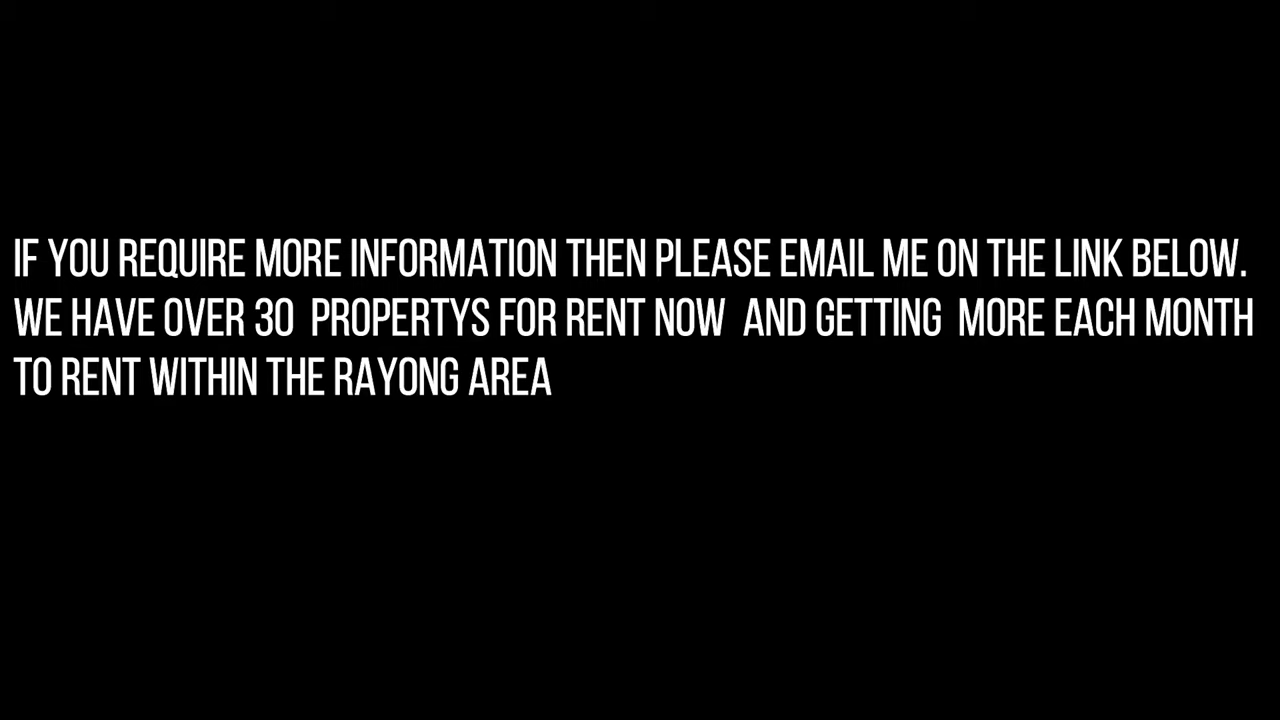 IF YOU REQUIRE MORE INFORMATION THEN PLEASE EMAIL ME ON THE LINK BELOW.
WE HAVE OVER 30  PROPERTYS FOR RENT NOW  AND GETTING  MORE EACH MONTH
TO RENT WITHIN THE RAYONG AREA